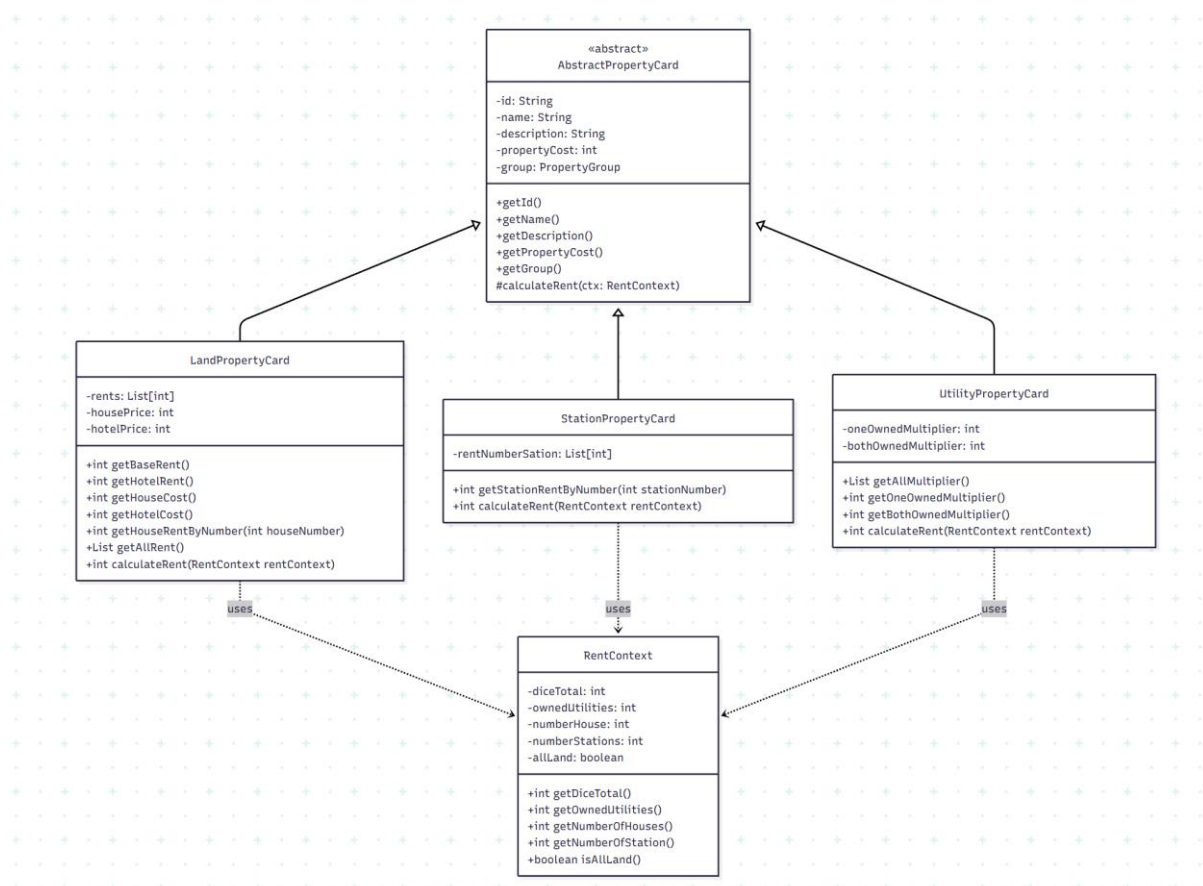 «abstract»
AbstractPropertyCard
-id: String
-name: String
-description: String
-propertyCost: int
-group: PropertyGroup
+getId()
+getName()
+getDescription()
+getPropertyCost()
+getGroup()
#calculateRent(ctx: RentContext)
LandPropertyCard
-rents: List[int]
-housePrice: int
-hotelPrice: int
+int getBaseRent()
+int getHotelRent()
+int getHouseCost()
+int getHotelCost()
+int getHouseRentByNumber(int houseNumber)
+List getAllRent()
+int calculateRent(RentContext rentContext)
StationPropertyCard
-rentNumberSation: List[int]
+int getStationRentByNumber(int stationNumber)
+int calculateRent(RentContext rentContext)
UtilityPropertyCard
-oneOwnedMultiplier: int
-bothOwnedMultiplier: int
+List getAllMultiplier()
+int getOneOwnedMultiplier()
+int getBothOwnedMultiplier()
+int calculateRent(RentContext rentContext)
uses
uses
uses
RentContext
-diceTotal: int
-ownedUtilities: int
-numberHouse: int
-numberStations: int
-allLand: boolean
+int getDiceTotal()
+int getOwnedUtilities()
+int getNumberOfHouses()
+int getNumberOfStation()
+boolean isAllLand()